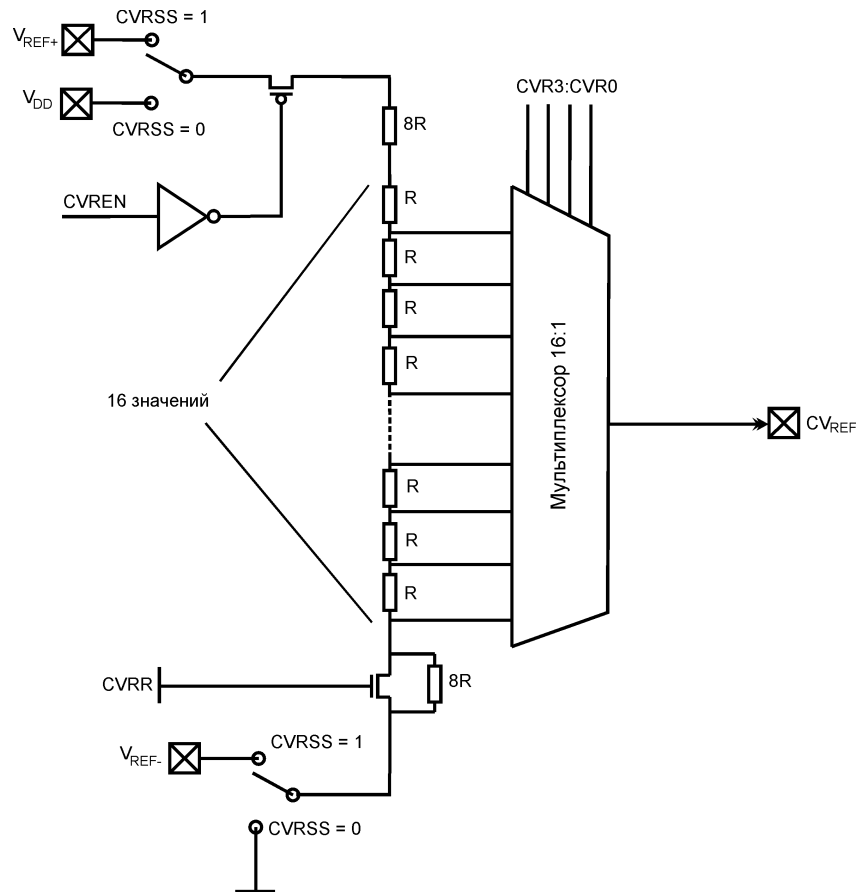 CVRSS = 1
VREF+
VDD
CVRSS = 0
CVR3:CVR0
8R
CVREN
R
R
R
R
16 значений
Мультиплексор 16:1
CVREF
R
R
R
CVRR
8R
CVRSS = 1
VREF-
CVRSS = 0